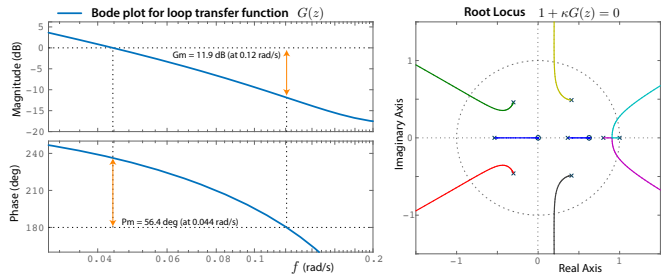 Bode plot for loop transfer function G(z)
Magnitude (dB)
5
0
−5
−10
−15
−20
Gm = 11.9 dB (at 0.12 rad/s)
Phase (deg)
240
210
180
Pm = 56.4 deg (at 0.044 rad/s)
0.04
0.06
0.08
0.1
0.2
f (rad/s)
Root Locus 1 + κG(z) = 0
Imaginary Axis
1
0
−1
−1
0
1
Real Axis